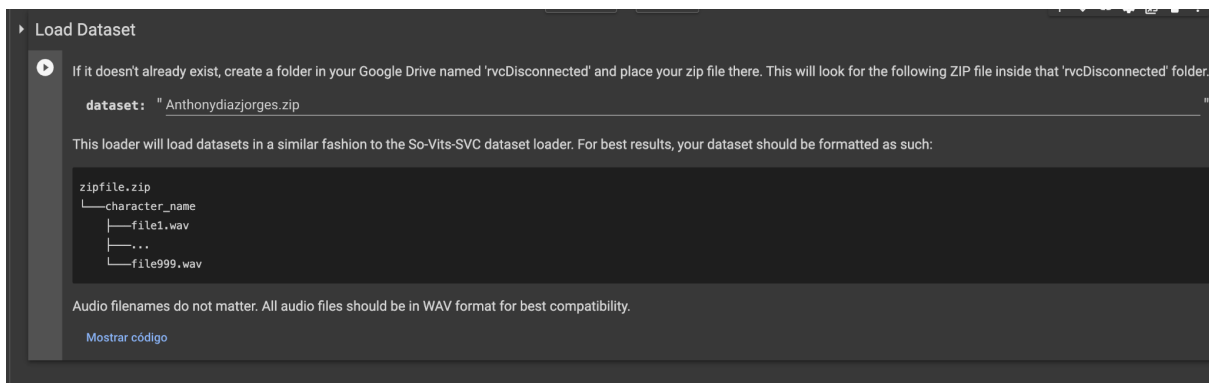 Load Dataset
If it doesn't already exist, create a folder in your Google Drive named 'rvcDisconnected' and place your zip file there. This will look for the following ZIP file inside that 'rvcDisconnected' folder.
dataset: "Anthonydiazjorges.zip"
This loader will load datasets in a similar fashion to the So-Vits-SVC dataset loader. For best results, your dataset should be formatted as such:
zipfile.zip
└───character_name
├───file1.wav
├───...
└───file999.wav
Audio filenames do not matter. All audio files should be in WAV format for best compatibility.
Mostrar código